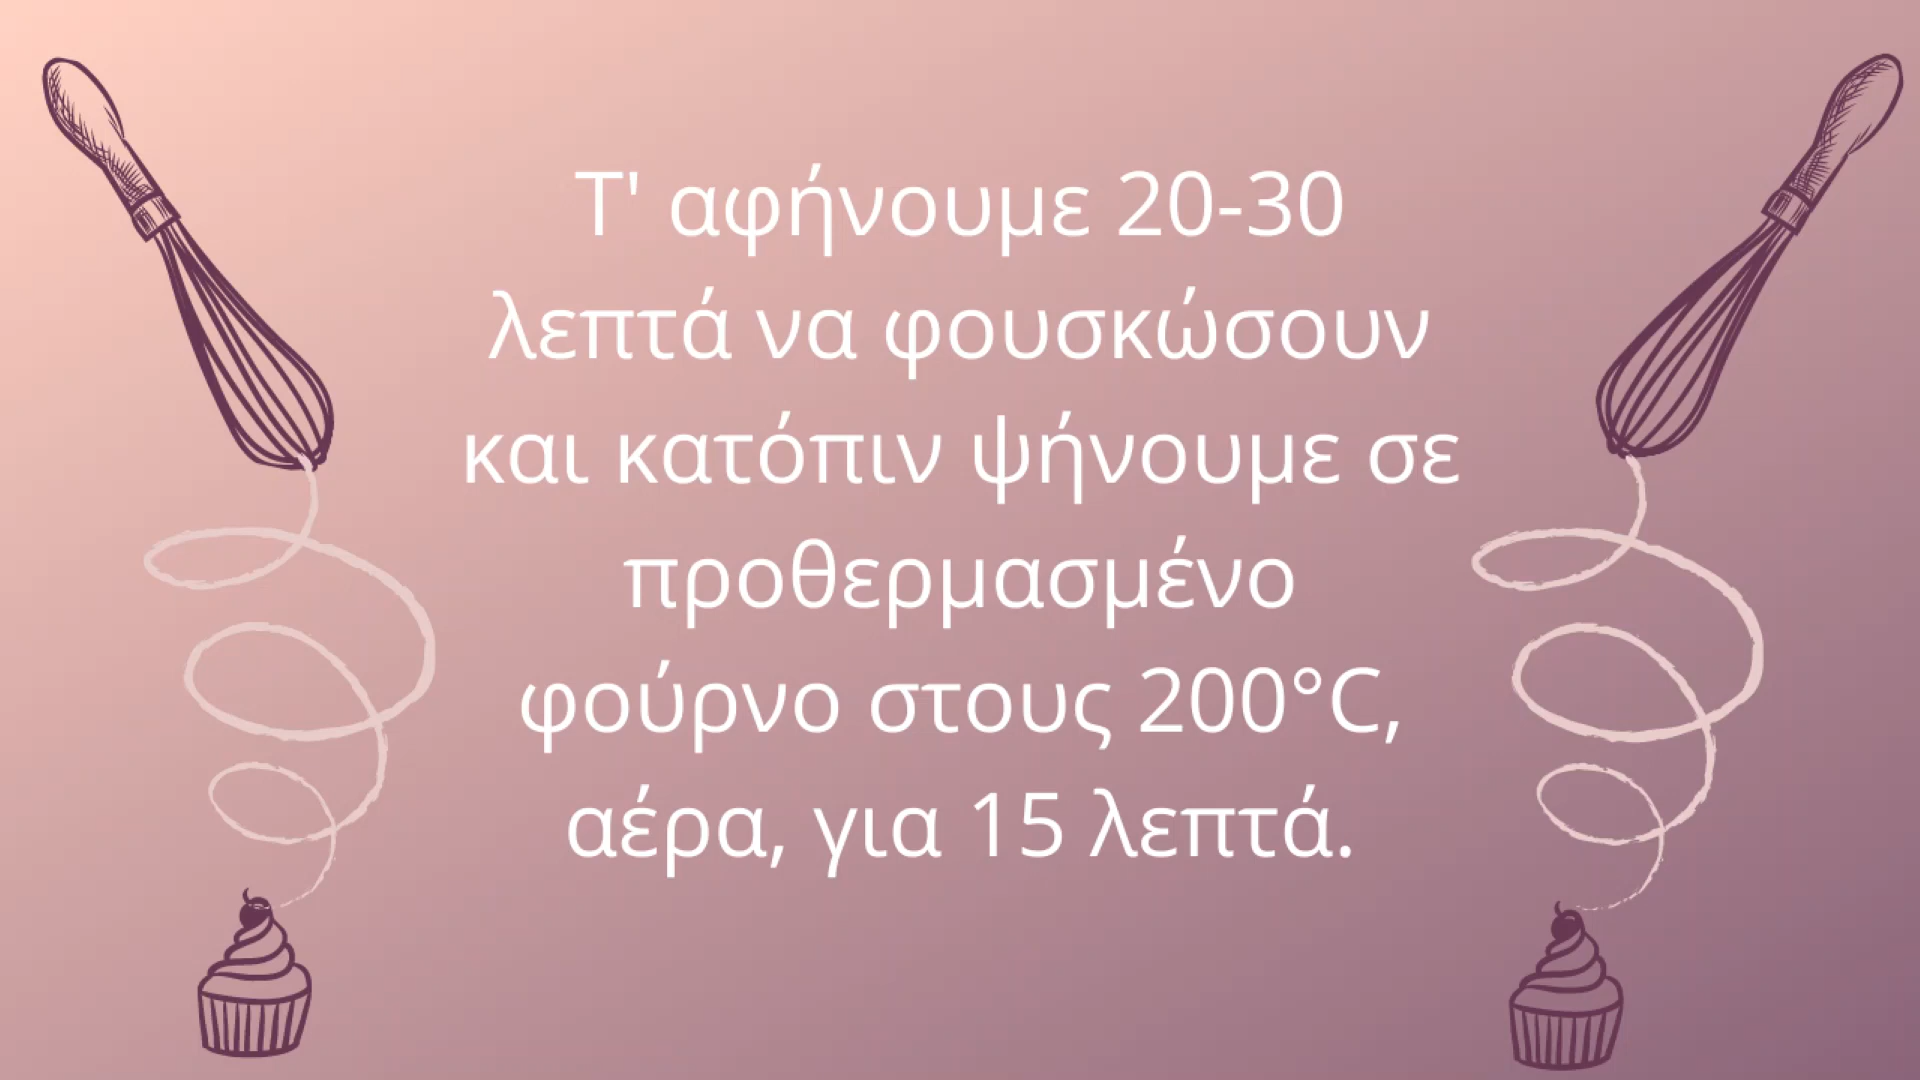 Τ' αφήνουμε 20-30
λεπτά να φουσκώσουν
και κατόπιν ψήνουμε σε
προθερμασμένο
φούρνο στους 200°C,
αέρα, για 15 λεπτά.